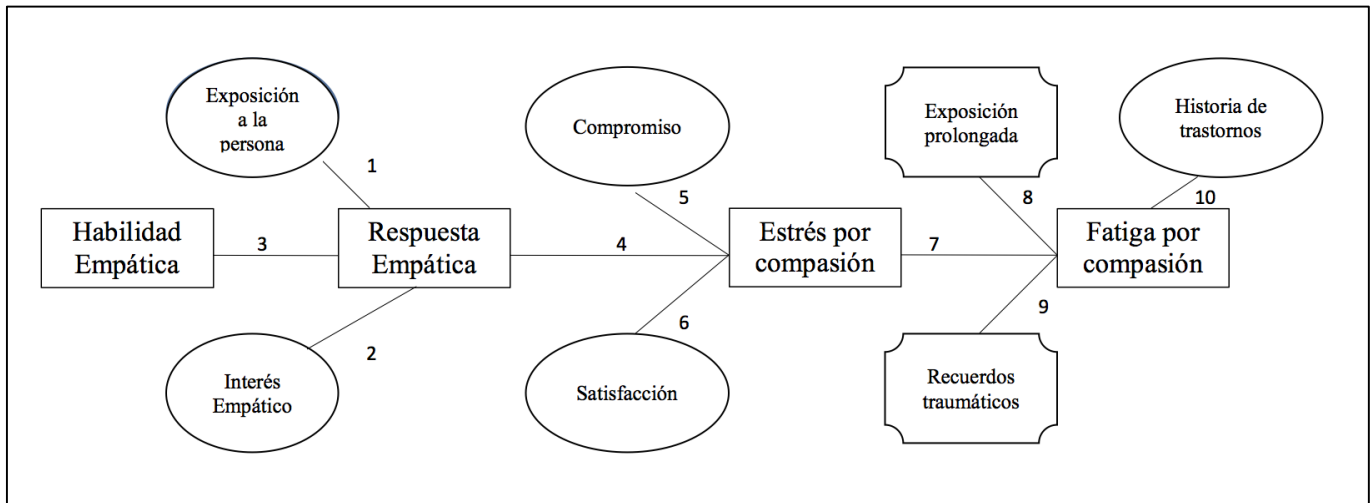 Exposición
a la
persona
1
Compromiso
5
Exposición
prolongada
8
Historia de
trastornos
10
Habilidad
Empática
3
Respuesta
Empática
4
Estrés por
compasión
7
Fatiga por
compasión
2
Interés
Empático
6
Satisfacción
9
Recuerdos
traumáticos